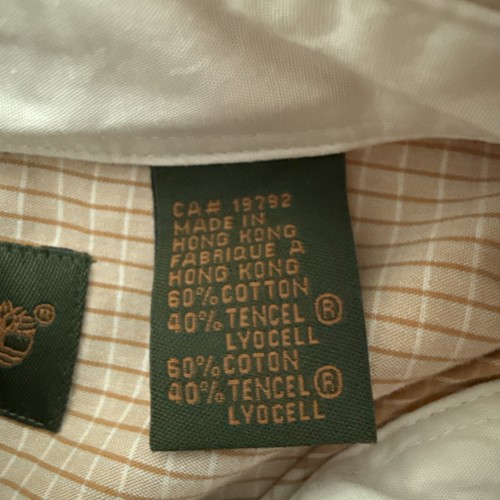 CA# 19792
MADE IN
HONG KONG
FABRIQUE A
HONG KONG
60% COTTON
40% TENCEL ®
LYOCELL
60% COTON
40% TENCEL ®
LYOCELL
®